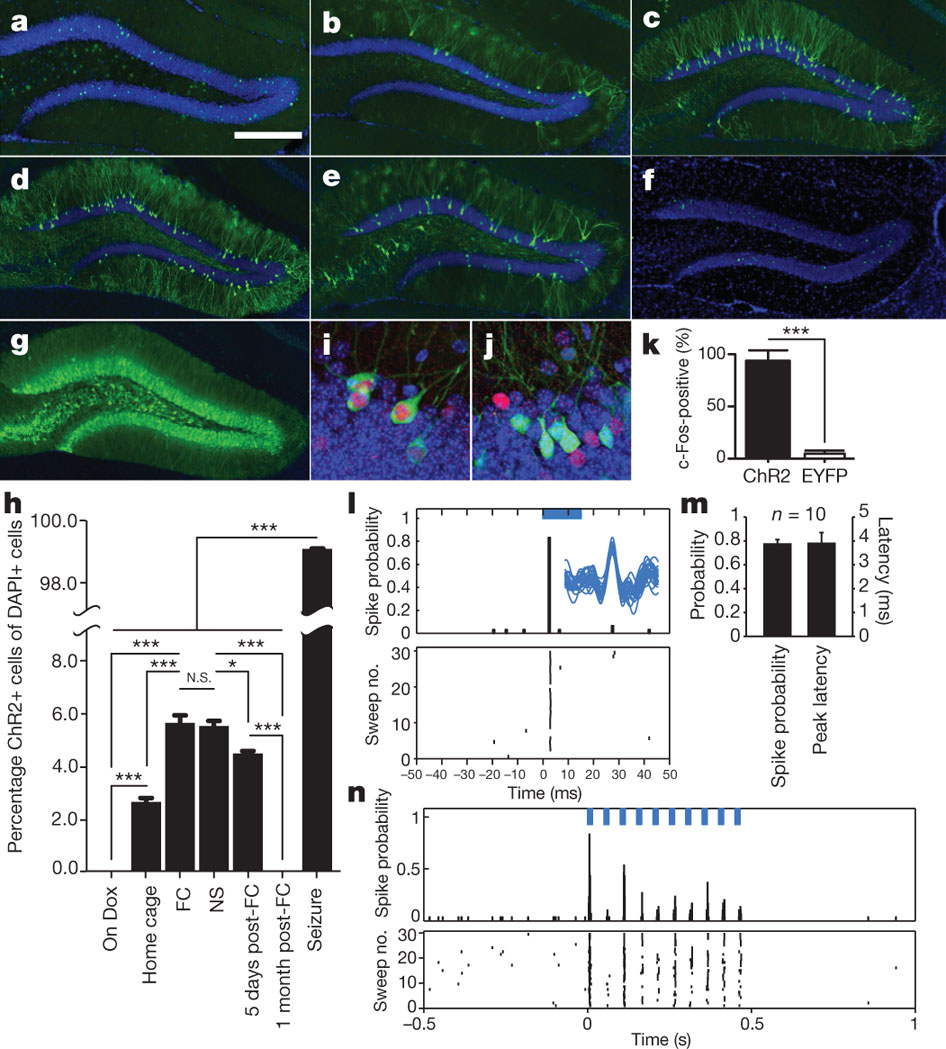 a
b
c
d
e
f
g
i
j
k
c-Fos-positive (%)
100
50
0
***
ChR2
EYFP
h
Percentage ChR2+ cells of DAPI+ cells
100.0
98.0
8.0
6.0
4.0
2.0
0.0
***
***
***
***
N.S.
*
***
***
On Dox
Home cage
FC
NS
5 days post-FC
1 month post-FC
Seizure
l
Spike probability
1
0.8
0.6
0.4
0.2
0
Sweep no.
30
20
10
0
−50 −40 −30 −20 −10 0 10 20 30 40 50
Time (ms)
m
n = 10
Probability
1
0.8
0.6
0.4
0.2
0
Latency (ms)
5
4
3
2
1
0
Spike probability
Peak latency
n
Spike probability
1
0.5
0
Sweep no.
30
20
10
0
−0.5 0 0.5 1
Time (s)